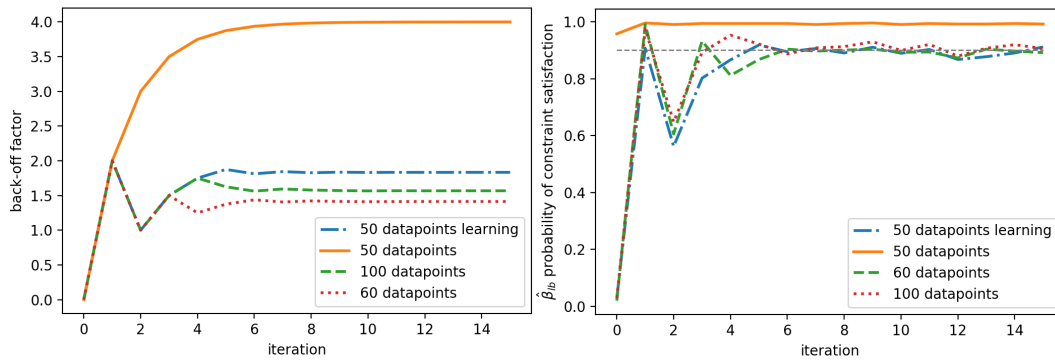 back-off factor
4.0
3.5
3.0
2.5
2.0
1.5
1.0
0.5
0.0
0 2 4 6 8 10 12 14
iteration
50 datapoints learning
50 datapoints
100 datapoints
60 datapoints
β̂lb probability of constraint satisfaction
1.0
0.8
0.6
0.4
0.2
0.0
0 2 4 6 8 10 12 14
iteration
50 datapoints learning
50 datapoints
60 datapoints
100 datapoints